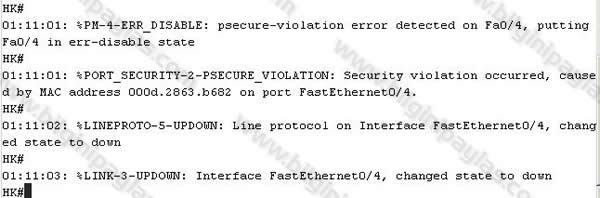 HK#
01:11:01: %PM-4-ERR_DISABLE: psecure-violation error detected on Fa0/4, putting
Fa0/4 in err-disable state
HK#
01:11:01: %PORT_SECURITY-2-PSECURE_VIOLATION: Security violation occurred, cause
d by MAC address 000d.2863.b682 on port FastEthernet0/4.
HK#
01:11:02: %LINEPROTO-5-UPDOWN: Line protocol on Interface FastEthernet0/4, chang
ed state to down
HK#
01:11:03: %LINK-3-UPDOWN: Interface FastEthernet0/4, changed state to down
HK#